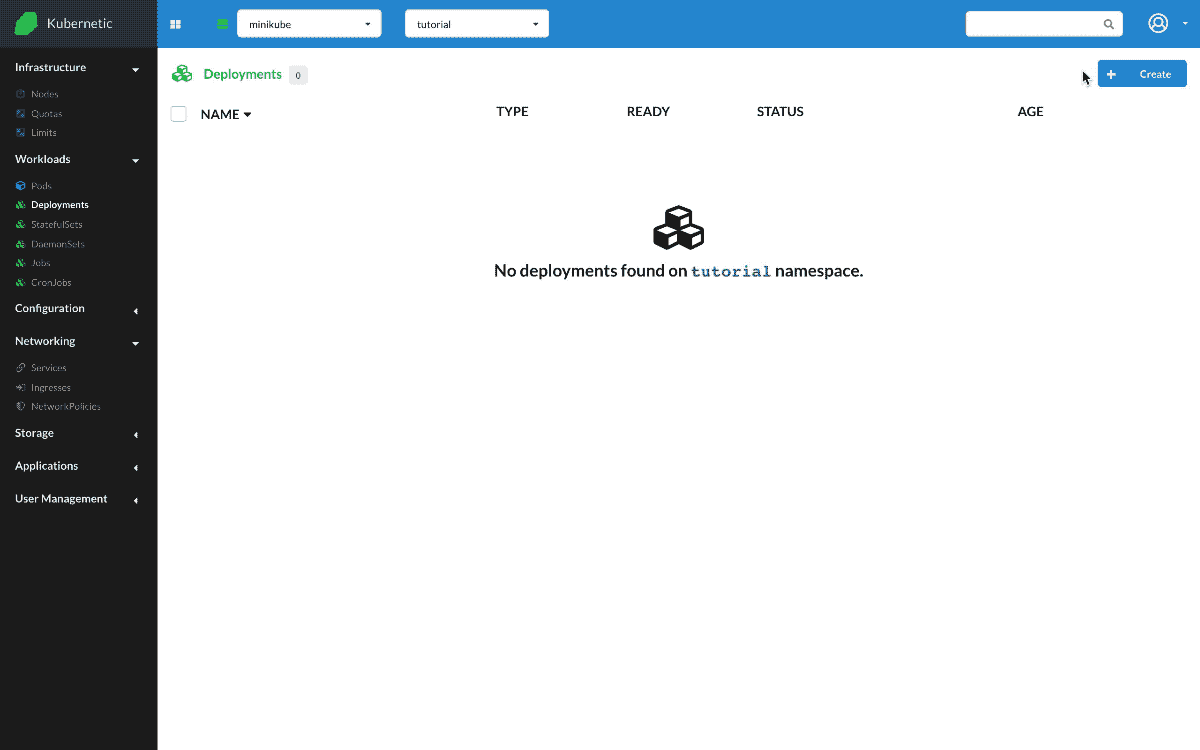 Kubernetic
minikube
tutorial
Infrastructure
Nodes
Quotas
Limits
Workloads
Pods
Deployments
StatefulSets
DaemanSets
Jobs
CronJobs
Configuration
Networking
Services
Ingresses
NetworkPolicies
Storage
Applications
User Management
Deployments 0
Create
NAME TYPE READY STATUS AGE
No deployments found on tutorial namespace.